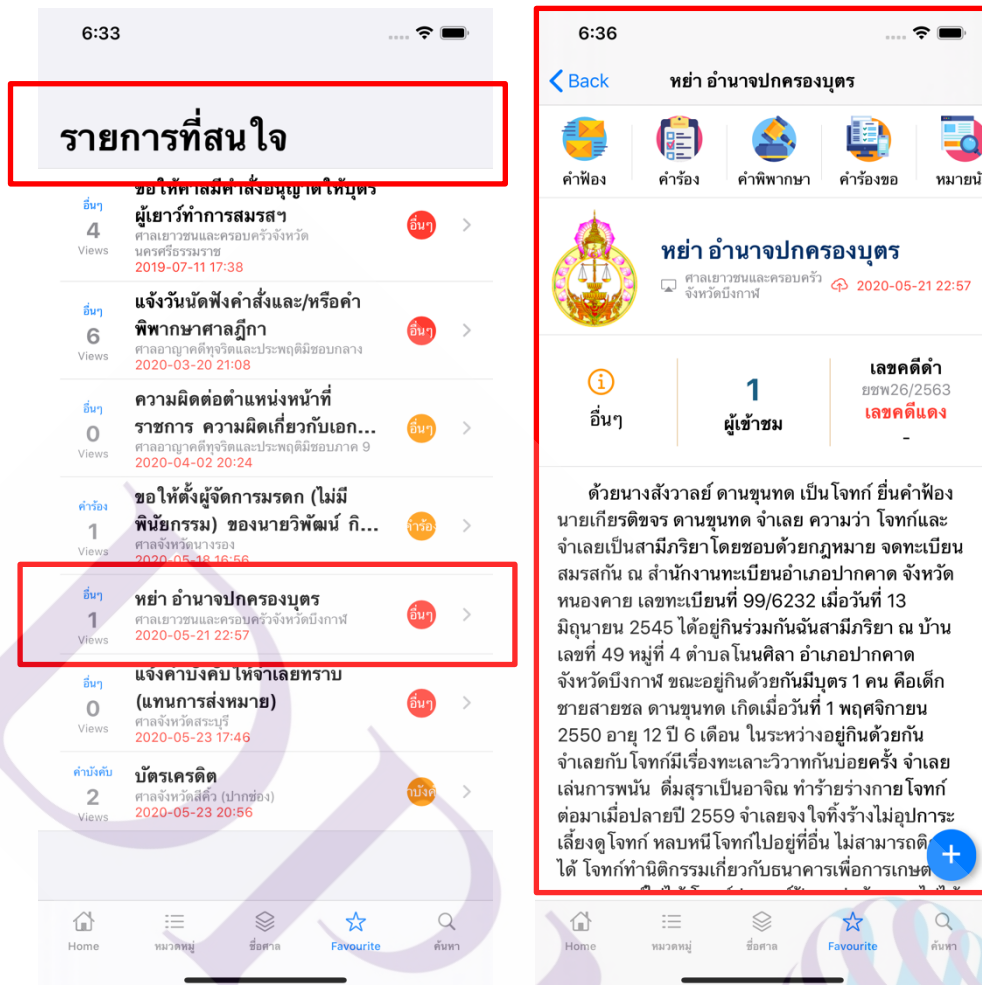 6:33
รายการที่สนใจ
ขอให้ศาลมีคำสั่งอนุญาตให้บุตร
อื่นๆ
ผู้เยาว์ทำการสมรสฯ
4
อื่นๆ
ศาลเยาวชนและครอบครัวจังหวัด
Views
นครศรีธรรมราช
2019-07-11 17:38
แจ้งวันนัดฟังคำสั่งและ/หรือคำ
อื่นๆ
พิพากษาศาลฎีกา
6
อื่นๆ
ศาลอาญาคดีทุจริตและประพฤติมิชอบกลาง
Views
2020-03-20 21:08
ความผิดต่อตำแหน่งหน้าที่
อื่นๆ
ราชการ ความผิดเกี่ยวกับเอก...
0
อื่นๆ
ศาลอาญาคดีทุจริตและประพฤติมิชอบภาค 9
Views
2020-04-02 20:24
ขอให้ตั้งผู้จัดการมรดก (ไม่มี
คำร้อง
พินัยกรรม) ของนายวิพัฒน์ กิ...
1
คำร้อง
ศาลจังหวัดนางรอง
Views
2020-05-18 16:56
อื่นๆ
หย่า อำนาจปกครองบุตร
1
อื่นๆ
ศาลเยาวชนและครอบครัวจังหวัดบึงกาฬ
Views
2020-05-21 22:57
แจ้งคำบังคับให้จำเลยทราบ
อื่นๆ
(แทนการส่งหมาย)
0
อื่นๆ
ศาลจังหวัดสระบุรี
Views
2020-05-23 17:46
คำบังคับ
บัตรเครดิต
2
ศาลจังหวัดสีคิ้ว (ปากช่อง)
Views
2020-05-23 20:56
Home
หมวดหมู่
ชื่อศาล
Favourite
ค้นหา
6:36
Back
หย่า อำนาจปกครองบุตร
คำฟ้อง
คำร้อง
คำพิพากษา
คำร้องขอ
หมายนั
หย่า อำนาจปกครองบุตร
ศาลเยาวชนและครอบครัว
จังหวัดบึงกาฬ
2020-05-21 22:57
อื่นๆ
1
ผู้เข้าชม
เลขคดีดำ
ยชพ26/2563
เลขคดีแดง
-
ด้วยนางสังวาลย์ ดานขุนทด เป็นโจทก์ ยื่นคำฟ้อง
นายเกียรติขจร ดานขุนทด จำเลย ความว่า โจทก์และ
จำเลยเป็นสามีภริยาโดยชอบด้วยกฎหมาย จดทะเบียน
สมรสกัน ณ สำนักงานทะเบียนอำเภอปากคาด จังหวัด
หนองคาย เลขทะเบียนที่ 99/6232 เมื่อวันที่ 13
มิถุนายน 2545 ได้อยู่กินร่วมกันฉันสามีภริยา ณ บ้าน
เลขที่ 49 หมู่ที่ 4 ตำบลโนนศิลา อำเภอปากคาด
จังหวัดบึงกาฬ ขณะอยู่กินด้วยกันมีบุตร 1 คน คือเด็ก
ชายสายชล ดานขุนทด เกิดเมื่อวันที่ 1 พฤศจิกายน
2550 อายุ 12 ปี 6 เดือน ในระหว่างอยู่กินด้วยกัน
จำเลยกับโจทก์มีเรื่องทะเลาะวิวาทกันบ่อยครั้ง จำเลย
เล่นการพนัน ดื่มสุราเป็นอาจิณ ทำร้ายร่างกายโจทก์
ต่อมาเมื่อปลายปี 2559 จำเลยจงใจทิ้งร้างไม่อุปการะ
เลี้ยงดูโจทก์ หลบหนีโจทก์ไปอยู่ที่อื่น ไม่สามารถ
ได้ โจทก์ทำนิติกรรมเกี่ยวกับธนาคารเพื่อการเกษต
Home
หมวดหมู่
ชื่อศาล
Favourite
ค้นหา